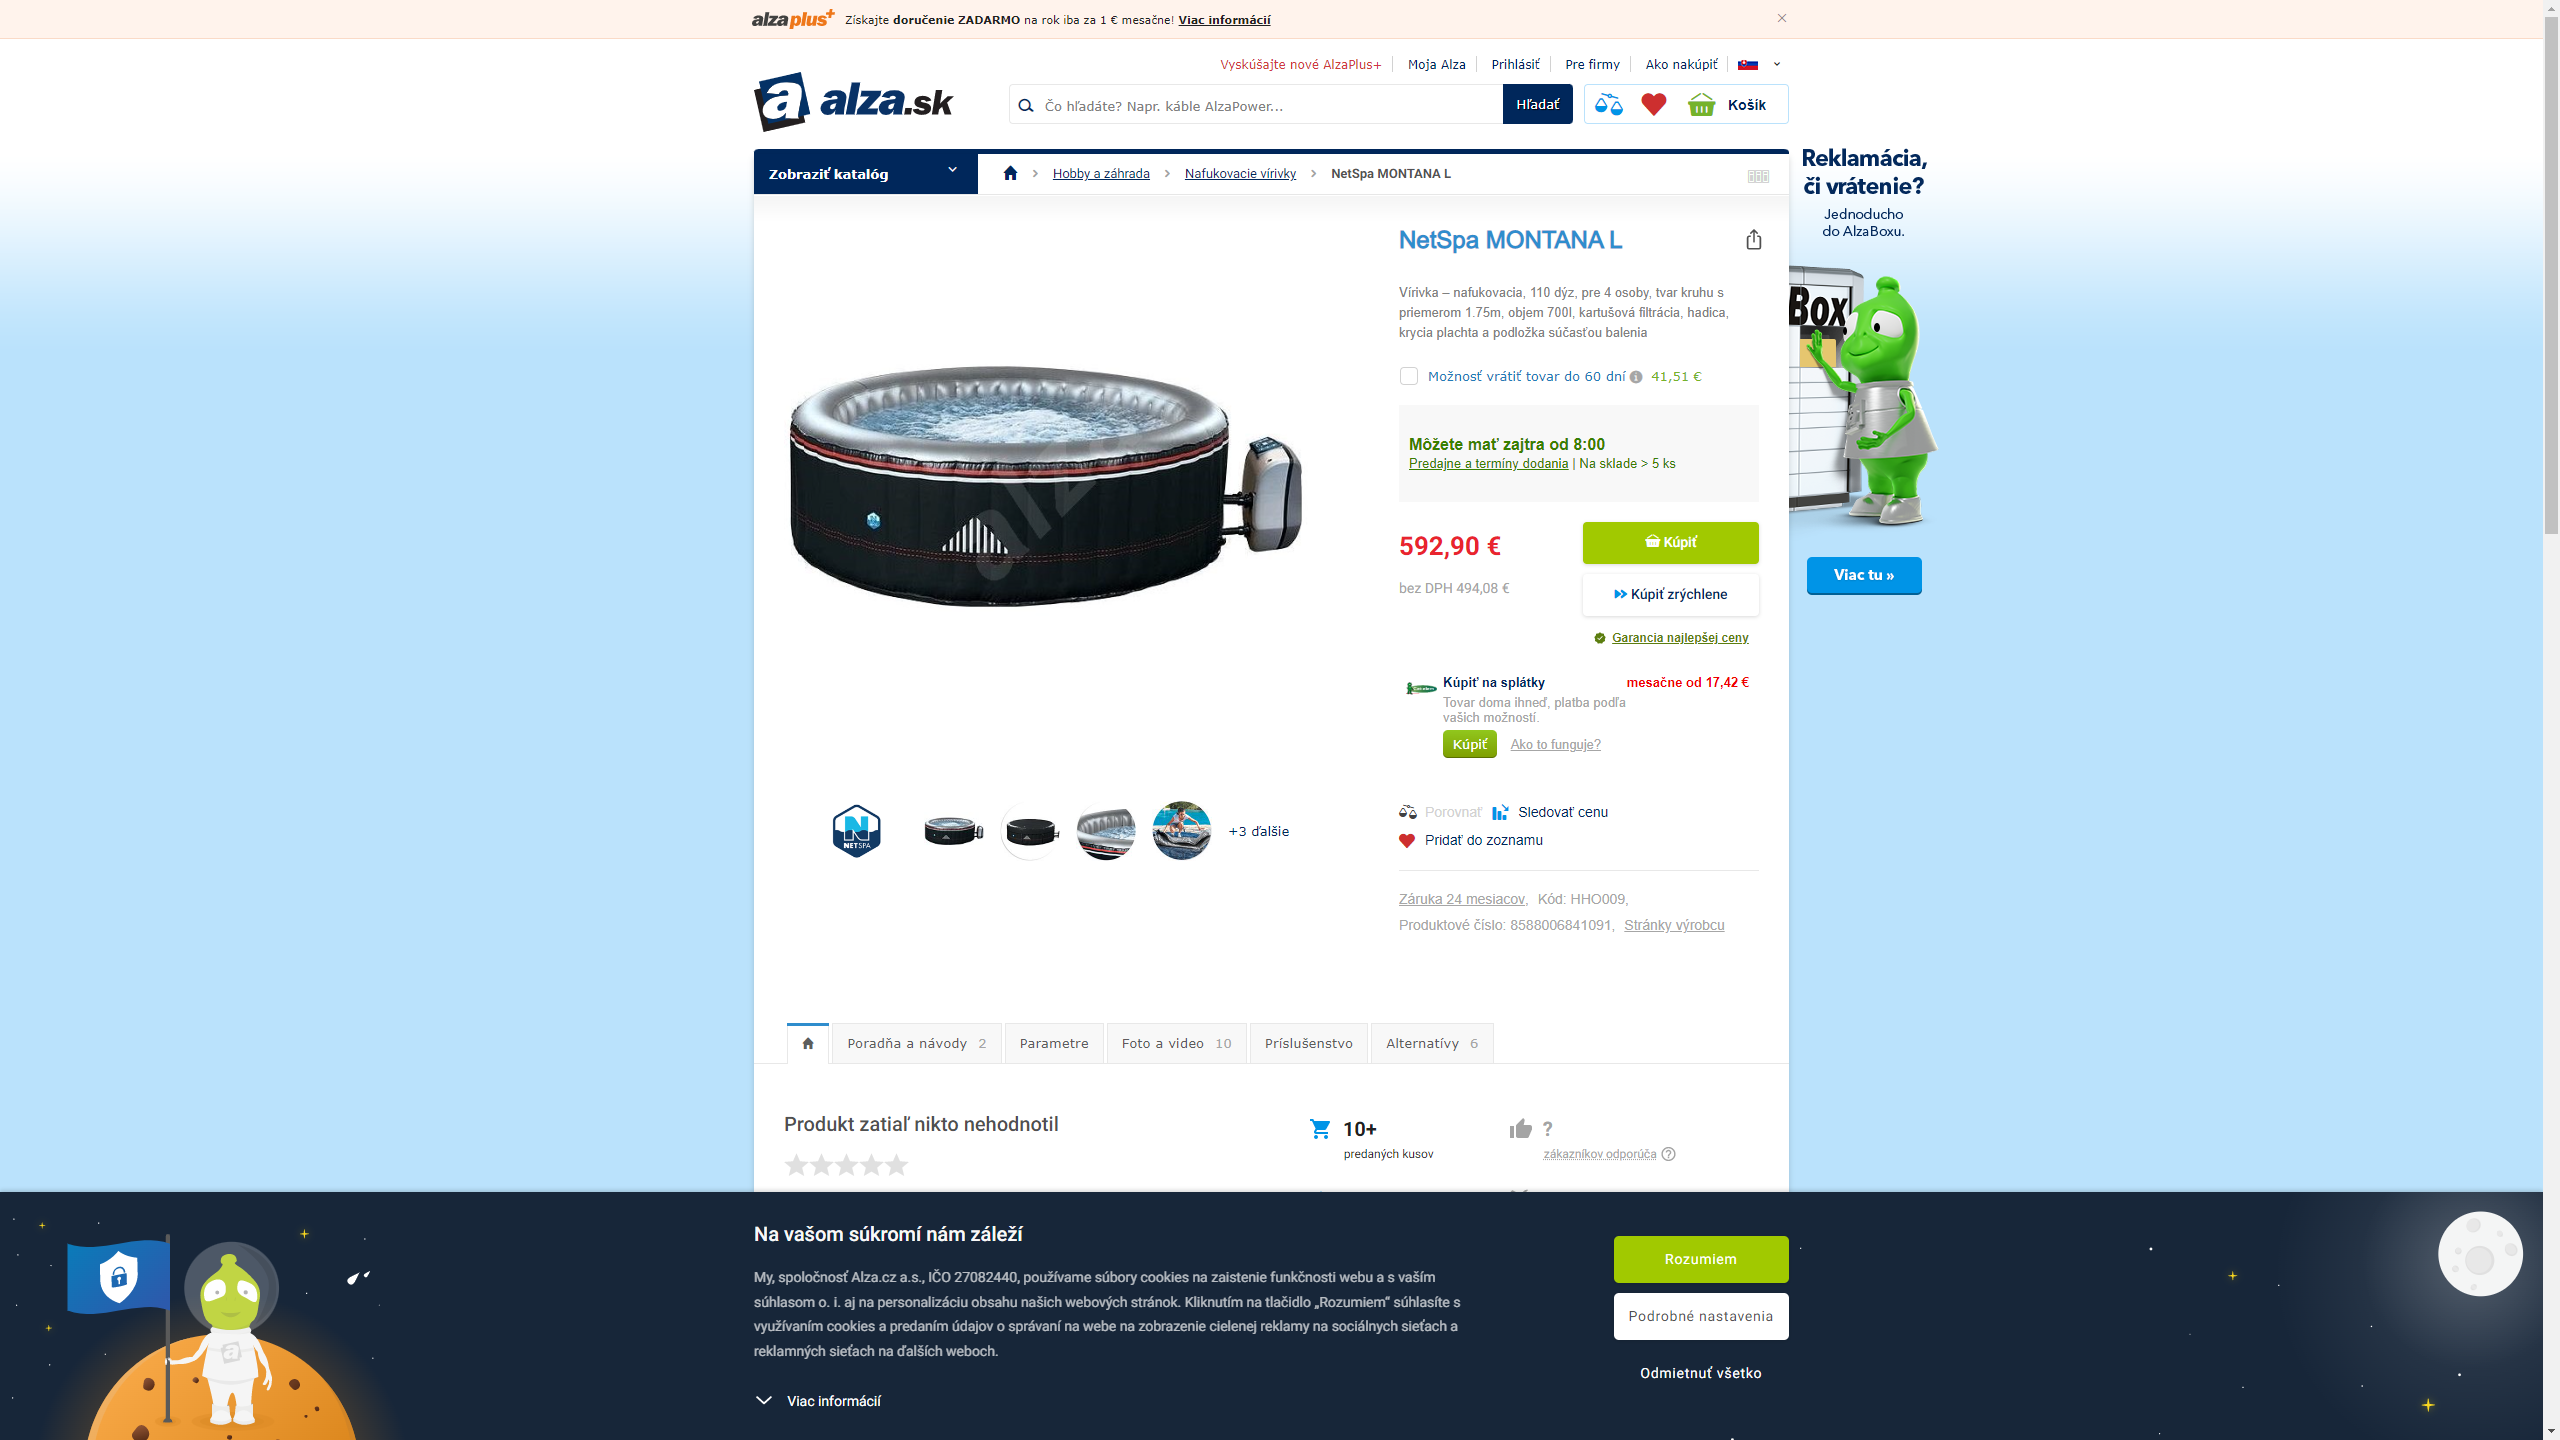 alzaplus+ Získajte doručenie ZADARMO na rok iba za 1 € mesačne! Viac informácií
Vyskúšajte nové AlzaPlus+ Moja Alza Prihlásiť Pre firmy Ako nakúpiť
alza.sk
Čo hľadáte? Napr. káble AlzaPower...
Hľadať
Košík
Zobraziť katalóg
Hobby a záhrada
Nafukovacie vírivky
NetSpa MONTANA L
Reklamácia,
či vrátenie?
Jednoducho
do AlzaBoxu.
Box
Viac tu »
NetSpa MONTANA L
Vírivka – nafukovacia, 110 dýz, pre 4 osoby, tvar kruhu s
priemerom 1.75m, objem 700l, kartušová filtrácia, hadica,
krycia plachta a podložka súčasťou balenia
Možnosť vrátiť tovar do 60 dní 41,51 €
Môžete mať zajtra od 8:00
Predajne a termíny dodania | Na sklade > 5 ks
592,90 €
Kúpiť
bez DPH 494,08 €
Kúpiť zrýchlene
Garancia najlepšej ceny
Kúpiť na splátky
mesačne od 17,42 €
Tovar doma ihneď, platba podľa
vašich možností.
Kúpiť
Ako to funguje?
NETSPA
+3 ďalšie
Porovnať
Sledovať cenu
Pridať do zoznamu
Záruka 24 mesiacov, Kód: HHO009,
Produktové číslo: 8588006841091, Stránky výrobcu
Poradňa a návody 2
Parametre
Foto a video 10
Príslušenstvo
Alternatívy 6
Produkt zatiaľ nikto nehodnotil
10+
predaných kusov
?
zákazníkov odporúča
Na vašom súkromí nám záleží
My, spoločnosť Alza.cz a.s., IČO 27082440, používame súbory cookies na zaistenie funkčnosti webu a s vaším
súhlasom o. i. aj na personalizáciu obsahu našich webových stránok. Kliknutím na tlačidlo „Rozumiem“ súhlasíte s
využívaním cookies a predaním údajov o správaní na webe na zobrazenie cielenej reklamy na sociálnych sieťach a
reklamných sieťach na ďalších weboch.
Viac informácií
Rozumiem
Podrobné nastavenia
Odmietnuť všetko